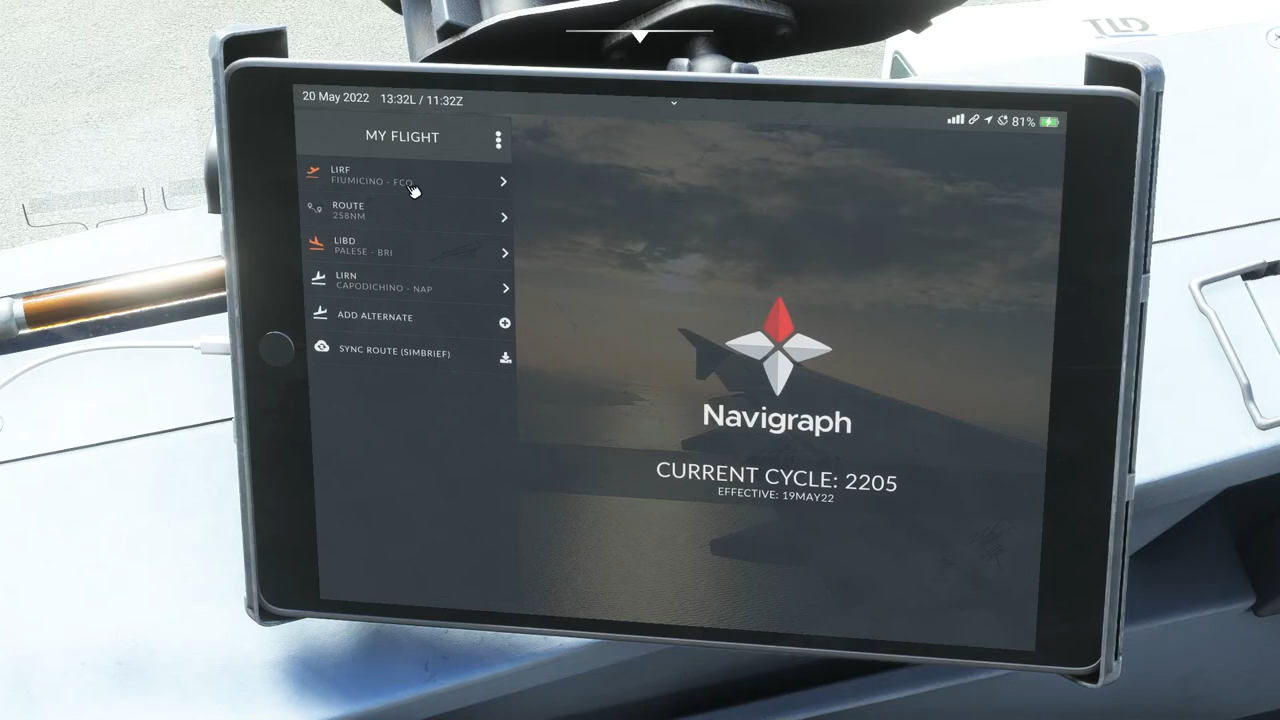 TLD
20 May 2022 13:32L / 11:32Z
81%
MY FLIGHT
LIRF
FIUMICINO - FCO
ROUTE
258NM
LIBD
PALESE - BRI
LIRN
CAPODICHINO - NAP
ADD ALTERNATE
SYNC ROUTE (SIMBRIEF)
Navigraph
CURRENT CYCLE: 2205
EFFECTIVE: 19MAY22